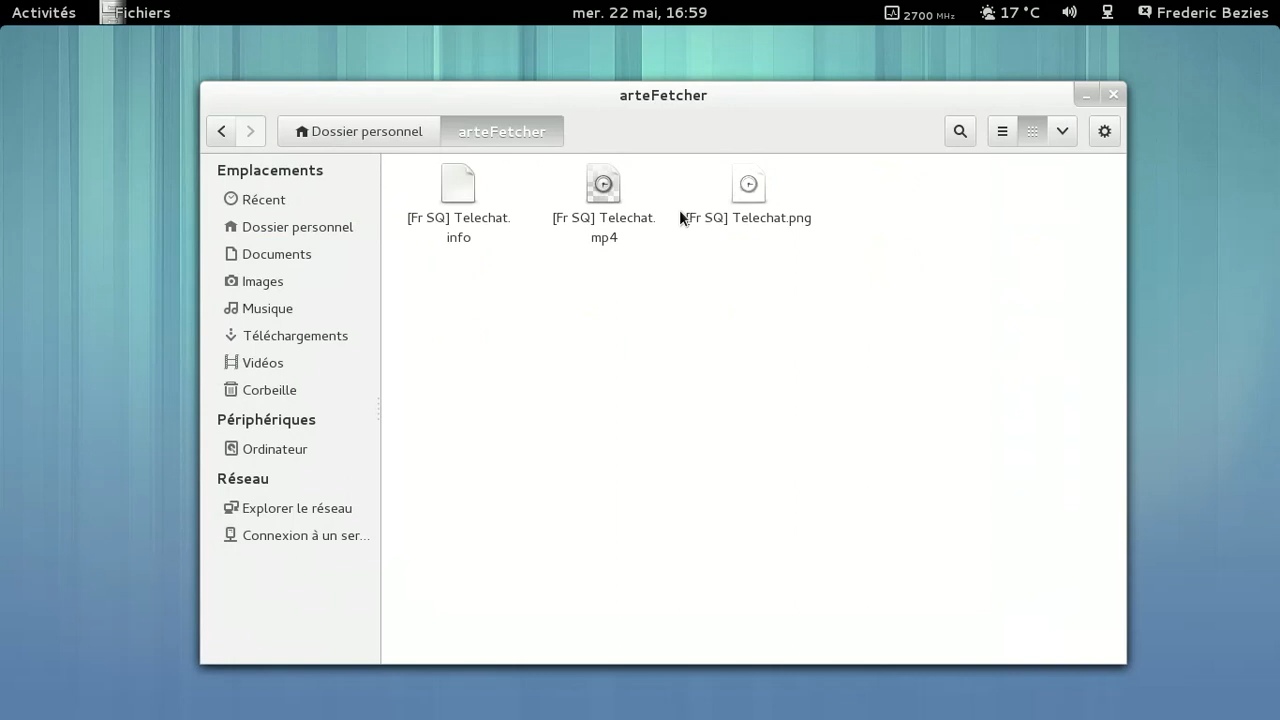 Activités Fichiers mer. 22 mai, 16:59 2700 MHz 17 °C Frederic Bezies
arteFetcher
Dossier personnel arteFetcher
Emplacements
Récent
Dossier personnel
Documents
Images
Musique
Téléchargements
Vidéos
Corbeille
Périphériques
Ordinateur
Réseau
Explorer le réseau
Connexion à un ser...
[Fr SQ] Telechat.
info
[Fr SQ] Telechat.
mp4
[Fr SQ] Telechat.png